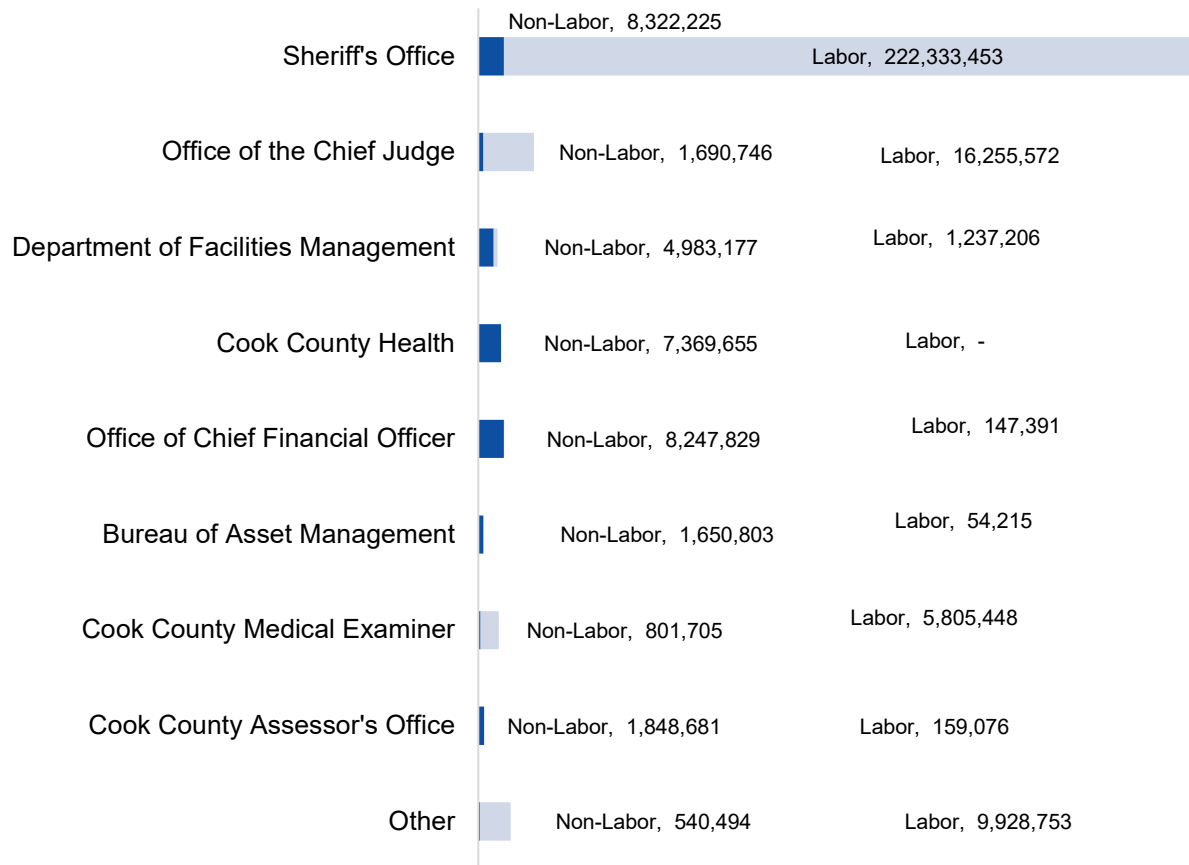 Non-Labor, 8,322,225
Sheriff's Office Labor, 222,333,453
Office of the Chief Judge Non-Labor, 1,690,746 Labor, 16,255,572
Department of Facilities Management Non-Labor, 4,983,177 Labor, 1,237,206
Cook County Health Non-Labor, 7,369,655 Labor, -
Office of Chief Financial Officer Non-Labor, 8,247,829 Labor, 147,391
Bureau of Asset Management Non-Labor, 1,650,803 Labor, 54,215
Cook County Medical Examiner Non-Labor, 801,705 Labor, 5,805,448
Cook County Assessor's Office Non-Labor, 1,848,681 Labor, 159,076
Other Non-Labor, 540,494 Labor, 9,928,753